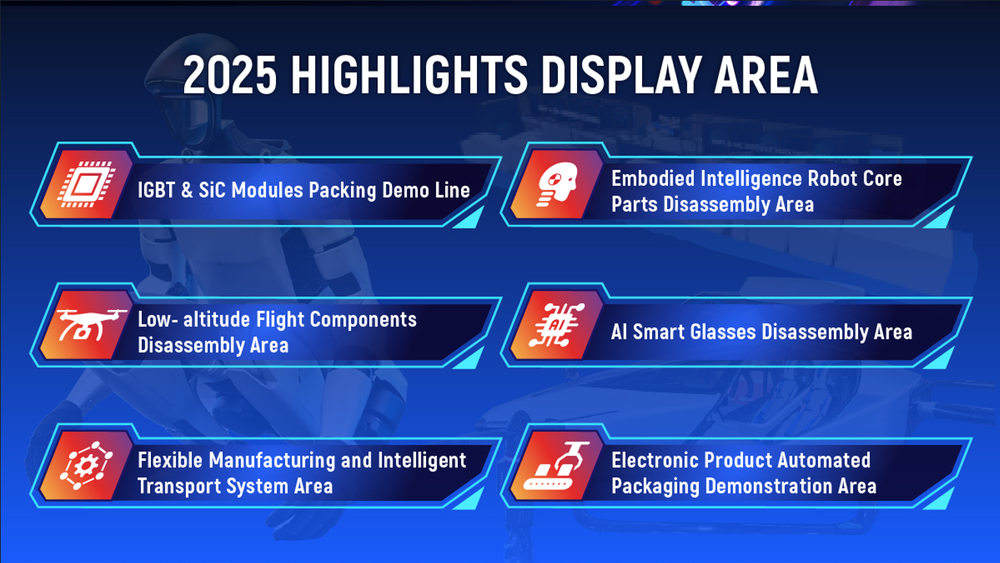 2025 HIGHLIGHTS DISPLAY AREA
IGBT & SiC Modules Packing Demo Line
Embodied Intelligence Robot Core
Parts Disassembly Area
Low- altitude Flight Components
Disassembly Area
AI
AI Smart Glasses Disassembly Area
Flexible Manufacturing and Intelligent
Transport System Area
Electronic Product Automated
Packaging Demonstration Area